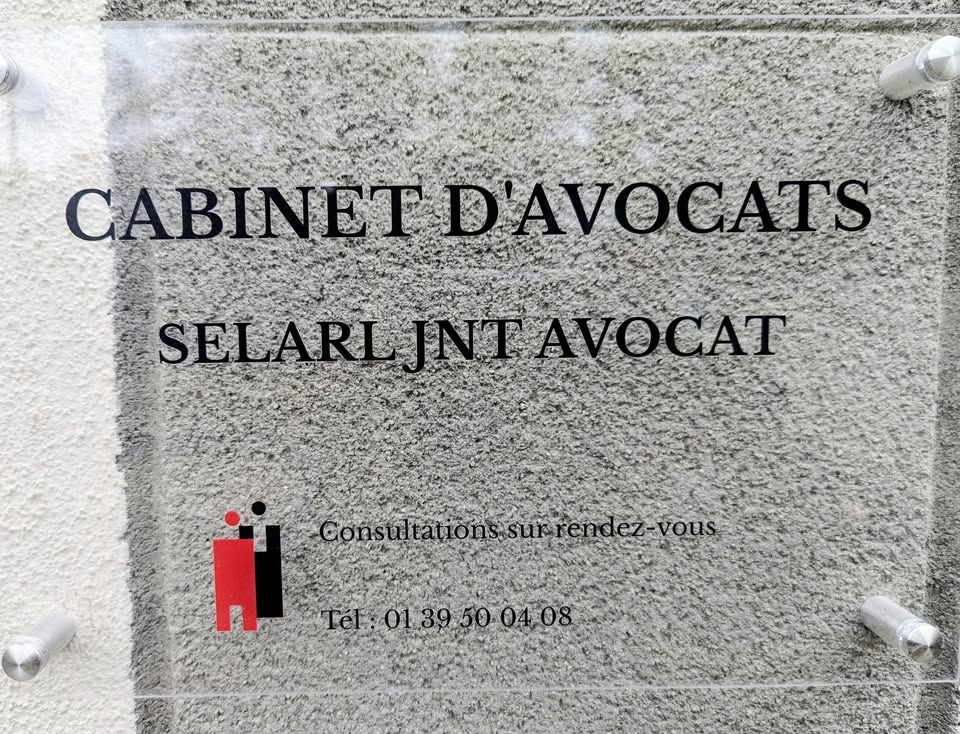 CABINET D'AVOCATS
SELARL JNT AVOCAT
Consultations sur rendez-vous
Tél : 01 39 50 04 08